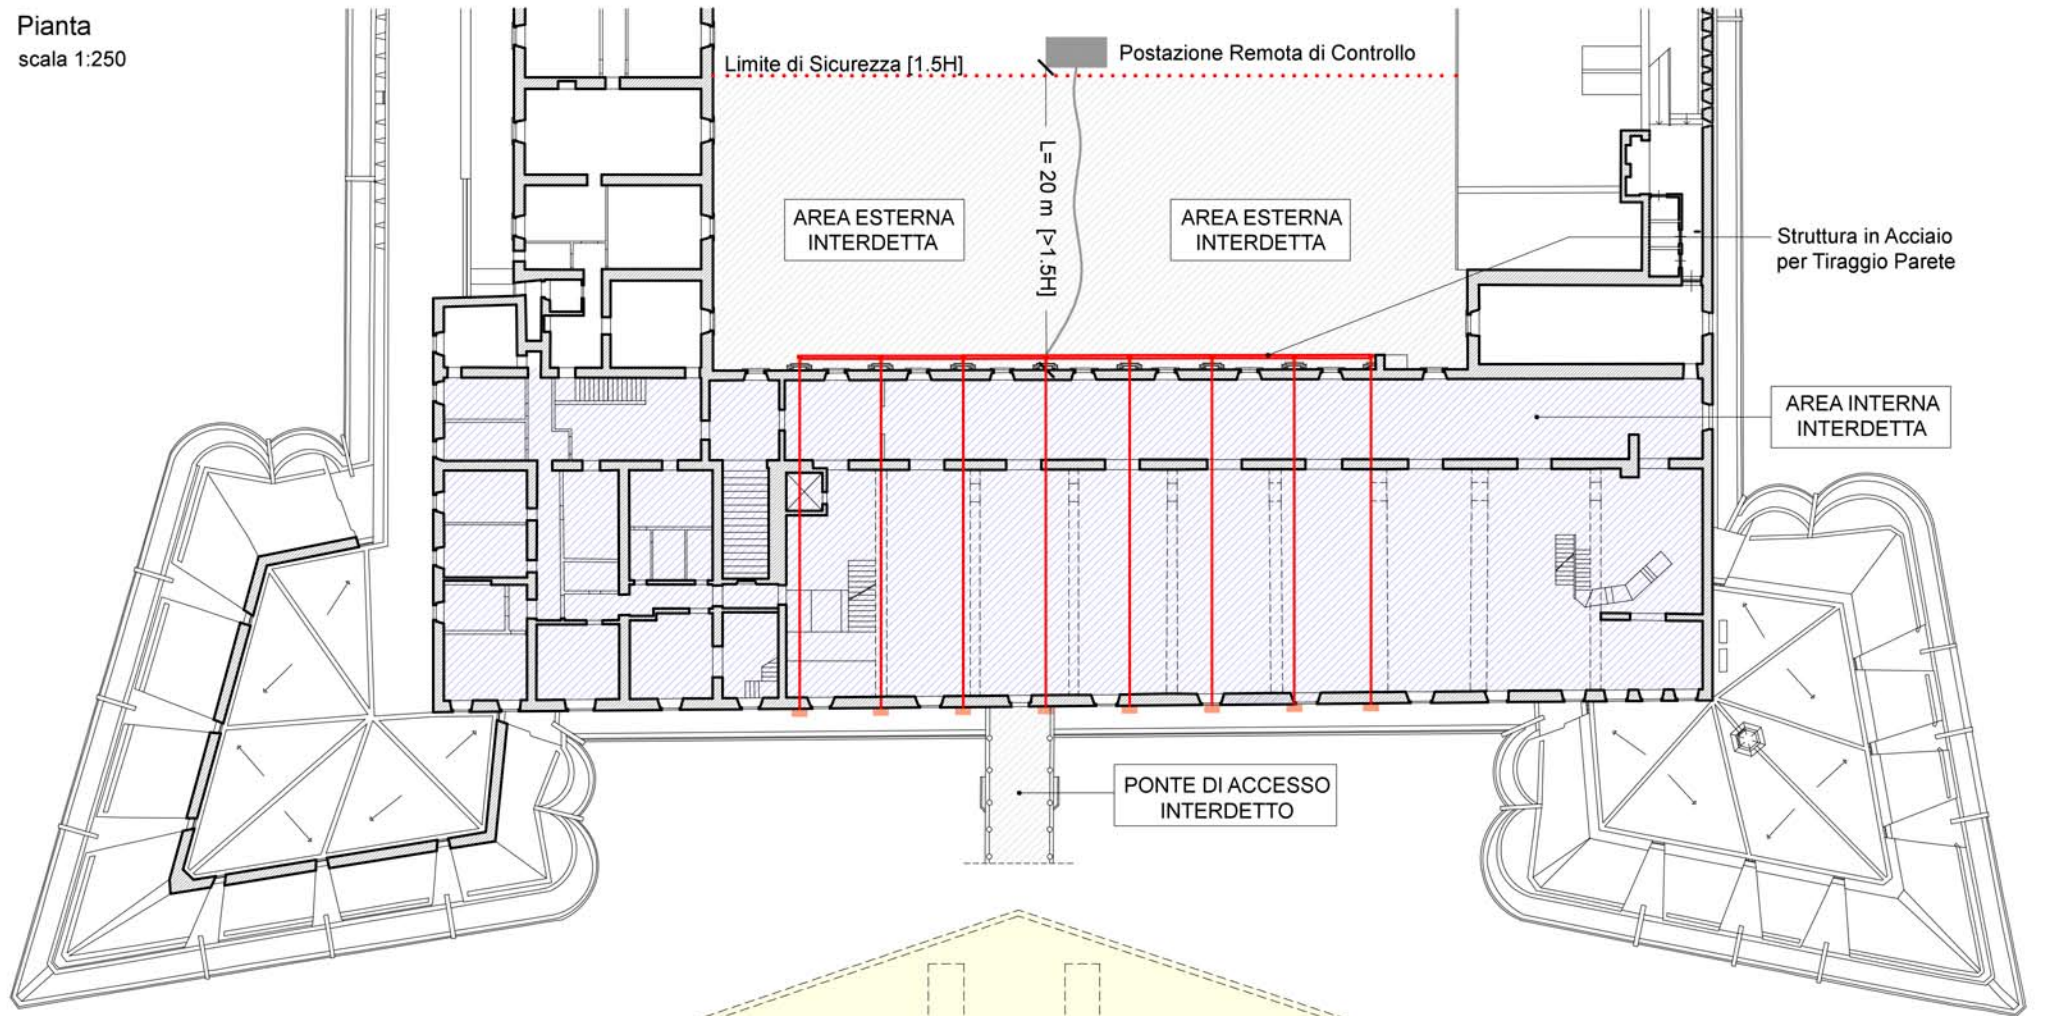 Pianta
scala 1:250
Limite di Sicurezza [1.5H]
Postazione Remota di Controllo
L= 20 m [>1.5H]
AREA ESTERNA
INTERDETTA
AREA ESTERNA
INTERDETTA
Struttura in Acciaio
per Tiraggio Parete
AREA INTERNA
INTERDETTA
PONTE DI ACCESSO
INTERDETTO